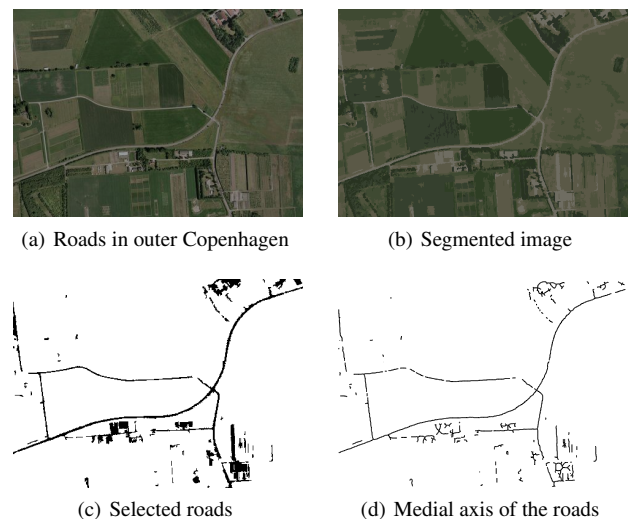 (a) Roads in outer Copenhagen
(b) Segmented image
(c) Selected roads
(d) Medial axis of the roads